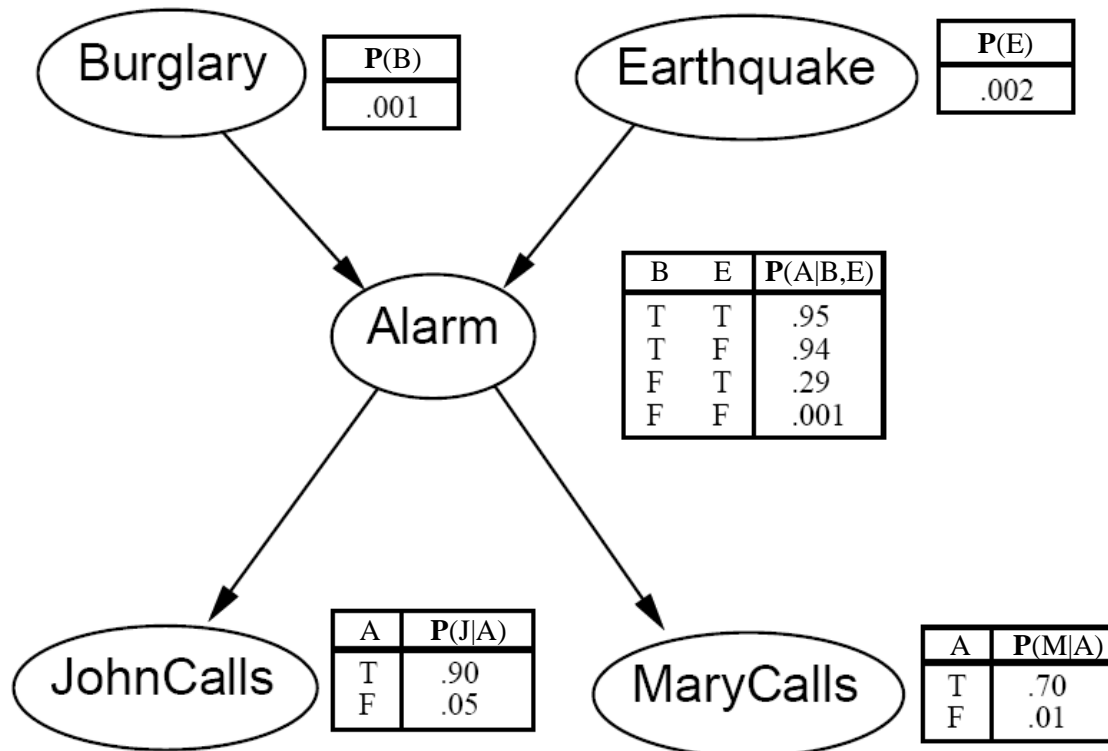 Burglary
P(B)
.001
Earthquake
P(E)
.002
Alarm
B E P(A|B,E)
T T .95
T F .94
F T .29
F F .001
JohnCalls
A P(J|A)
T .90
F .05
MaryCalls
A P(M|A)
T .70
F .01